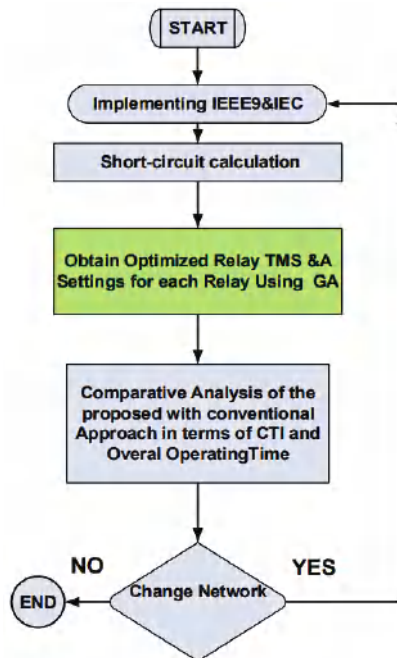 START
Implementing IEEE9&IEC
Short-circuit calculation
Obtain Optimized Relay TMS &A
Settings for each Relay Using GA
Comparative Analysis of the
proposed with conventional
Approach in terms of CTI and
Overal OperatingTime
NO
YES
Change Network
END